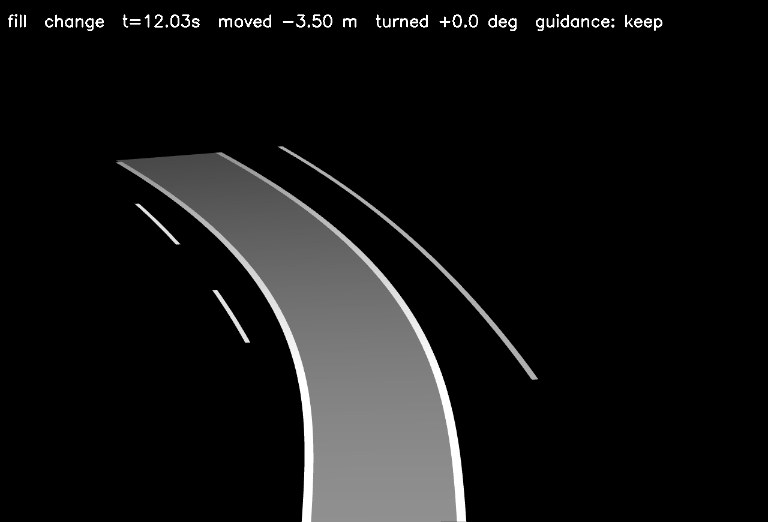 fill change t=12.03s moved −3.50 m turned +0.0 deg guidance: keep